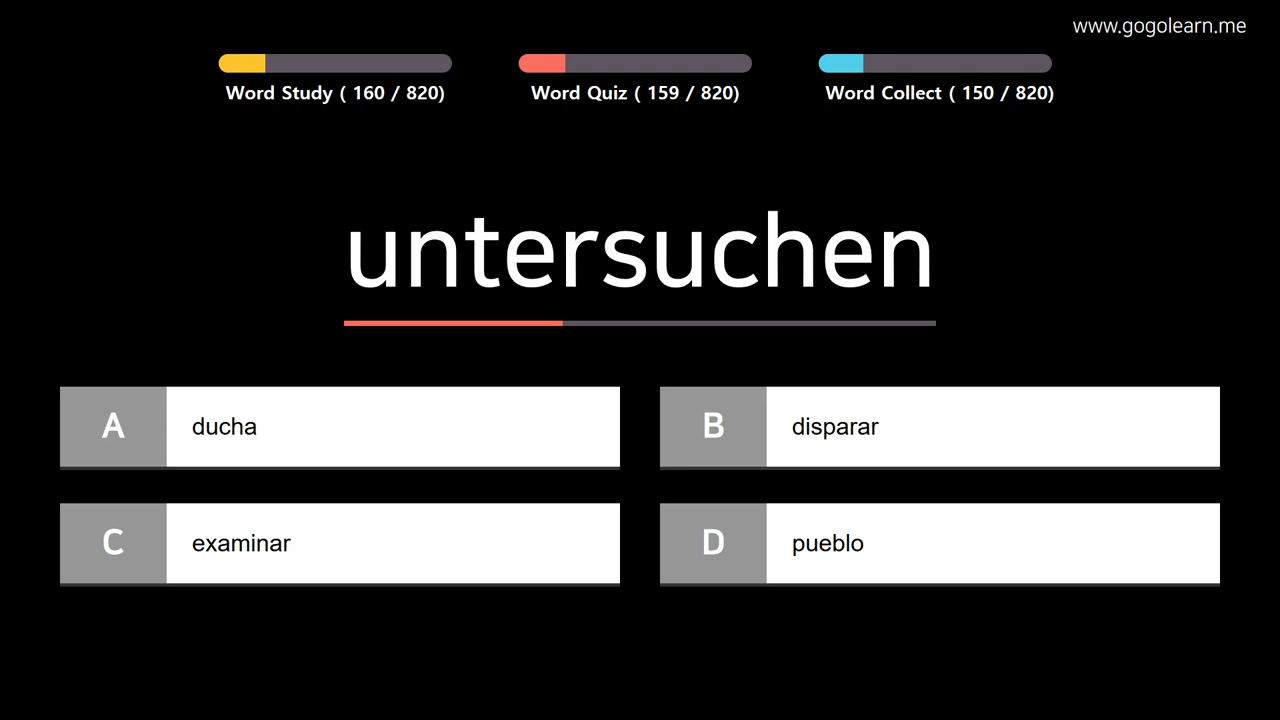 www.gogolearn.me
Word Study ( 160 / 820)
Word Quiz ( 159 / 820)
Word Collect ( 150 / 820)
untersuchen
A ducha
B disparar
C examinar
D pueblo